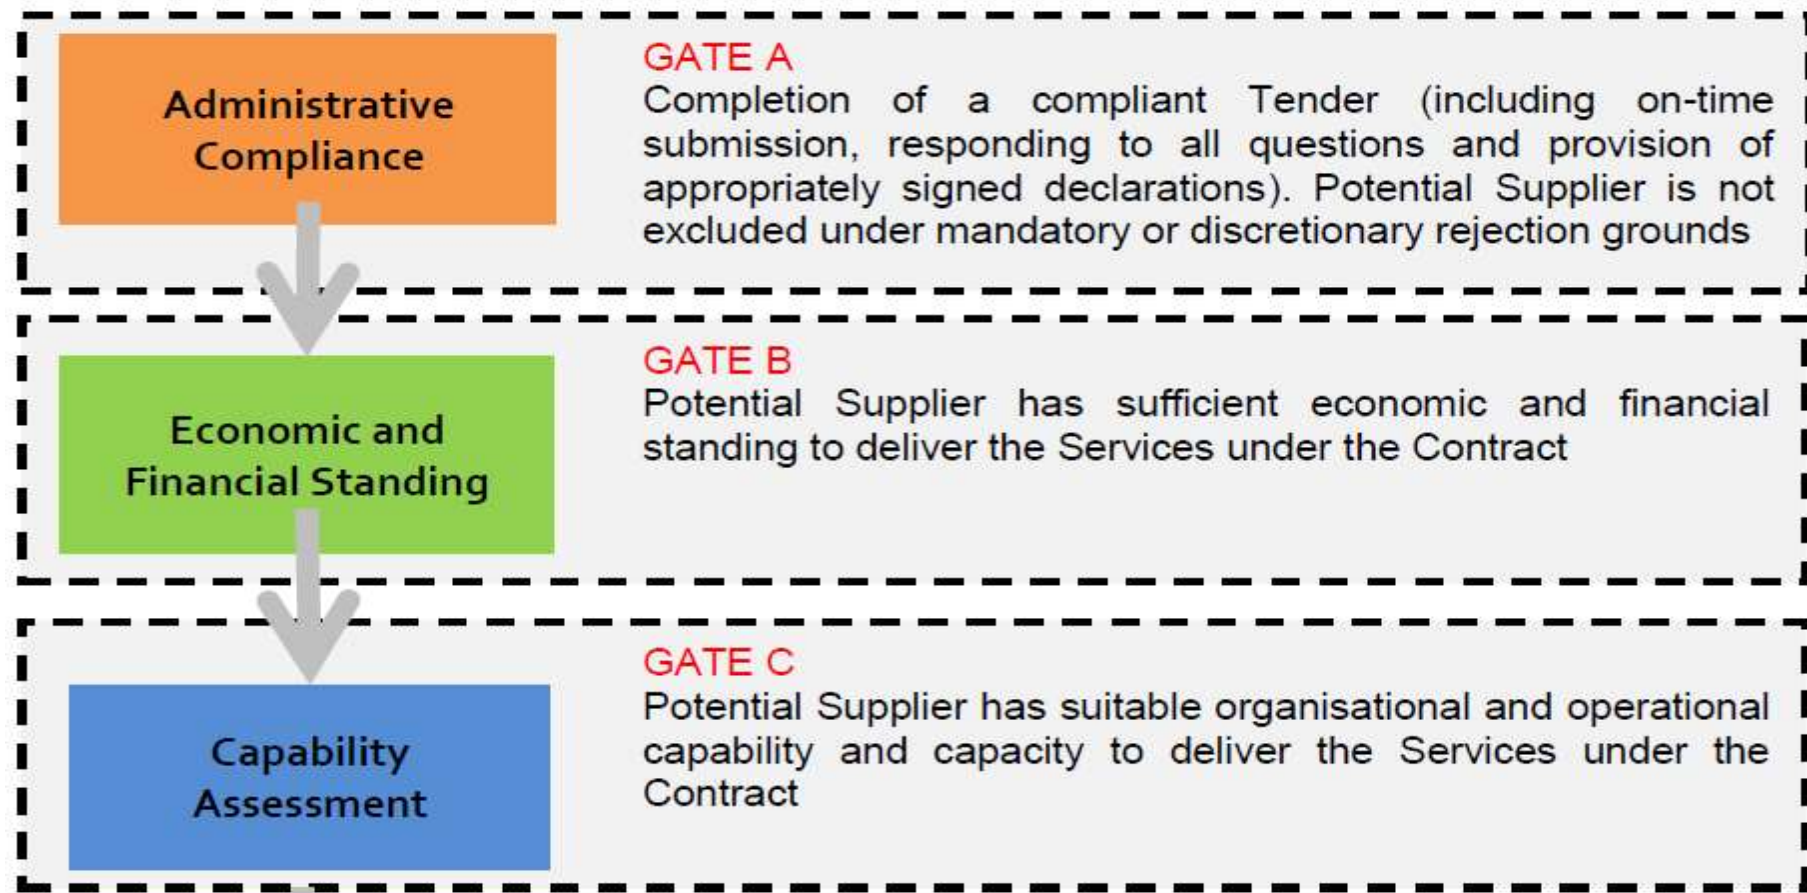 Administrative
Compliance
GATE A
Completion of a compliant Tender (including on-time
submission, responding to all questions and provision of
appropriately signed declarations). Potential Supplier is not
excluded under mandatory or discretionary rejection grounds
Economic and
Financial Standing
GATE B
Potential Supplier has sufficient economic and financial
standing to deliver the Services under the Contract
Capability
Assessment
GATE C
Potential Supplier has suitable organisational and operational
capability and capacity to deliver the Services under the
Contract